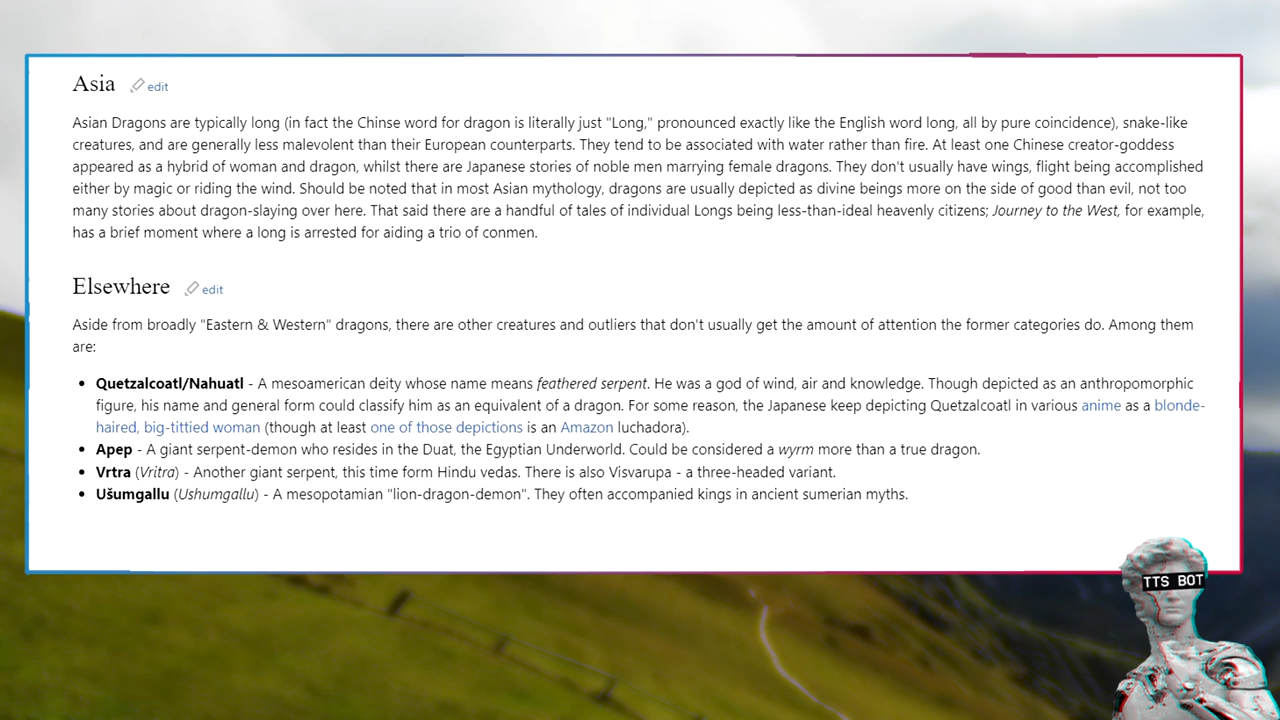 Asia edit
Asian Dragons are typically long (in fact the Chinse word for dragon is literally just "Long," pronounced exactly like the English word long, all by pure coincidence), snake-like
creatures, and are generally less malevolent than their European counterparts. They tend to be associated with water rather than fire. At least one Chinese creator-goddess
appeared as a hybrid of woman and dragon, whilst there are Japanese stories of noble men marrying female dragons. They don't usually have wings, flight being accomplished
either by magic or riding the wind. Should be noted that in most Asian mythology, dragons are usually depicted as divine beings more on the side of good than evil, not too
many stories about dragon-slaying over here. That said there are a handful of tales of individual Longs being less-than-ideal heavenly citizens; Journey to the West, for example,
has a brief moment where a long is arrested for aiding a trio of conmen.
Elsewhere edit
Aside from broadly "Eastern & Western" dragons, there are other creatures and outliers that don't usually get the amount of attention the former categories do. Among them
are:
• Quetzalcoatl/Nahuatl - A mesoamerican deity whose name means feathered serpent. He was a god of wind, air and knowledge. Though depicted as an anthropomorphic
figure, his name and general form could classify him as an equivalent of a dragon. For some reason, the Japanese keep depicting Quetzalcoatl in various anime as a blonde-
haired, big-tittied woman (though at least one of those depictions is an Amazon luchadora).
• Apep - A giant serpent-demon who resides in the Duat, the Egyptian Underworld. Could be considered a wyrm more than a true dragon.
• Vrtra (Vritra) - Another giant serpent, this time form Hindu vedas. There is also Visvarupa - a three-headed variant.
• Ušumgallu (Ushumgallu) - A mesopotamian "lion-dragon-demon". They often accompanied kings in ancient sumerian myths.
TTS BOT